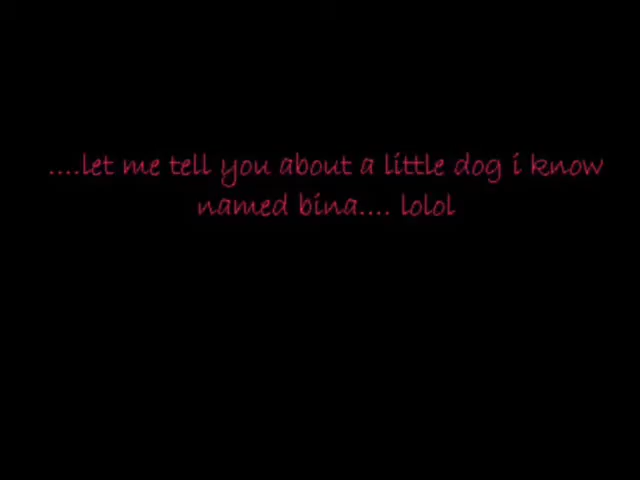 ....let me tell you about a little dog i know
named bina.... lolol